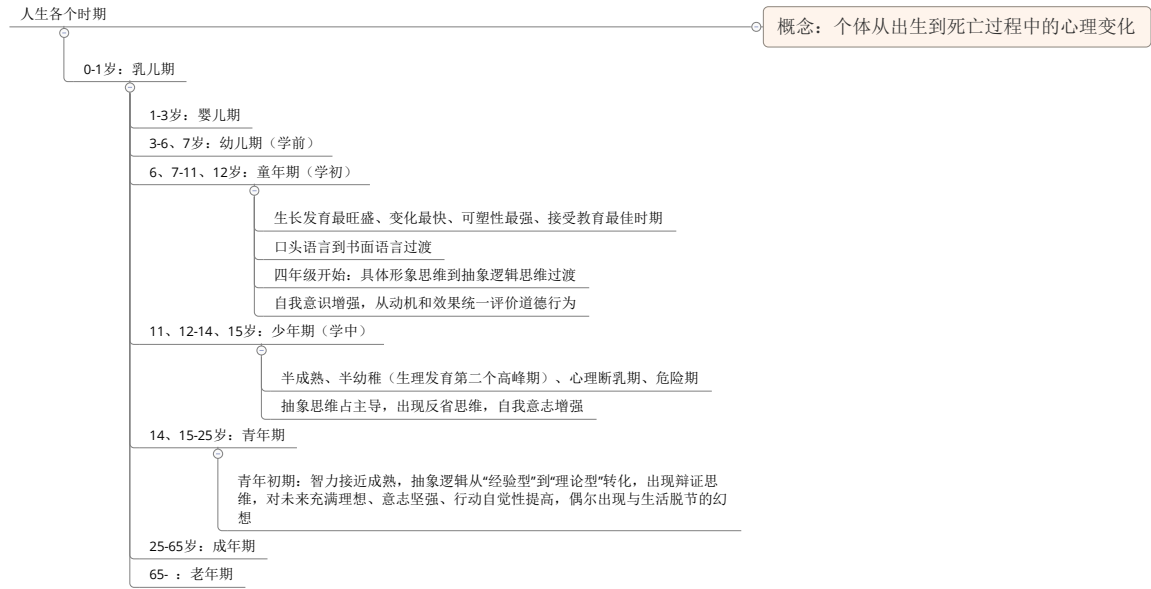 人生各个时期
概念：个体从出生到死亡过程中的心理变化
0-1岁：乳儿期
1-3岁：婴儿期
3-6、7岁：幼儿期（学前）
6、7-11、12岁：童年期（学初）
生长发育最旺盛、变化最快、可塑性最强、接受教育最佳时期
口头语言到书面语言过渡
四年级开始：具体形象思维到抽象逻辑思维过渡
自我意识增强，从动机和效果统一评价道德行为
11、12-14、15岁：少年期（学中）
半成熟、半幼稚（生理发育第二个高峰期）、心理断乳期、危险期
抽象思维占主导，出现反省思维，自我意志增强
14、15-25岁：青年期
青年初期：智力接近成熟，抽象逻辑从“经验型”到“理论型”转化，出现辩证思
维，对未来充满理想、意志坚强、行动自觉性提高，偶尔出现与生活脱节的幻
想
25-65岁：成年期
65- ：老年期